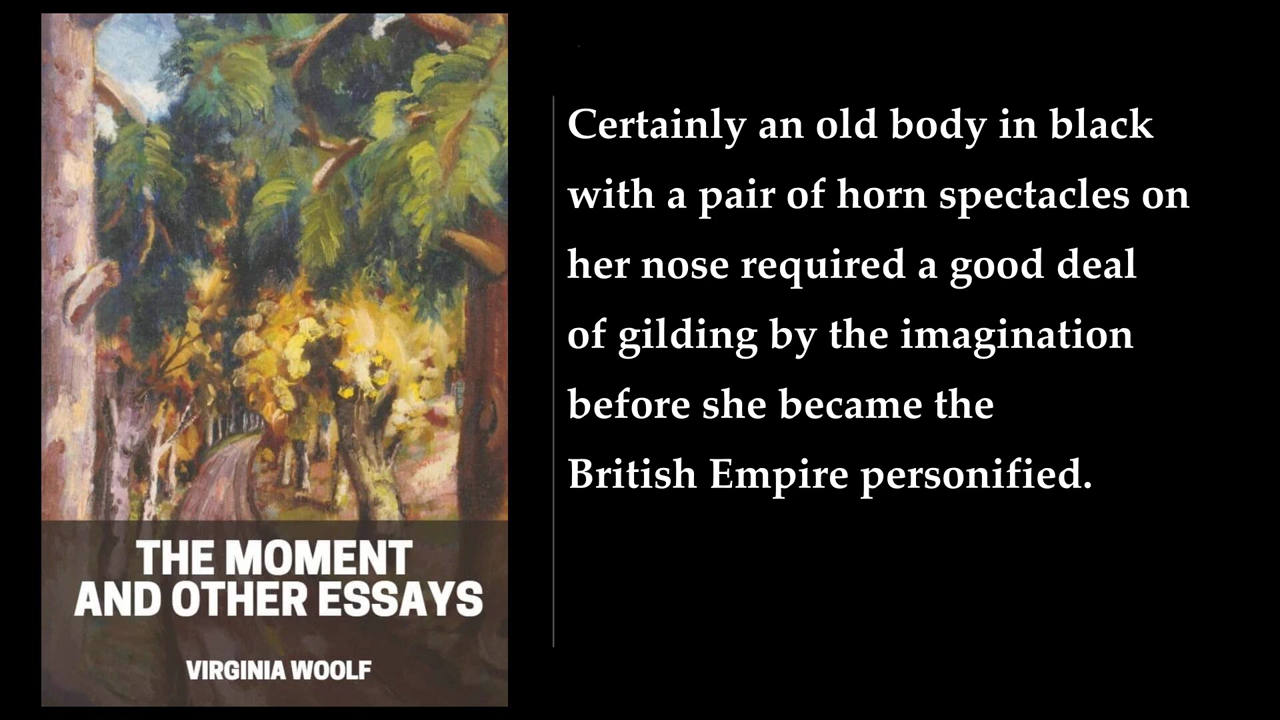 THE MOMENT
AND OTHER ESSAYS
VIRGINIA WOOLF
Certainly an old body in black
with a pair of horn spectacles on
her nose required a good deal
of gilding by the imagination
before she became the
British Empire personified.